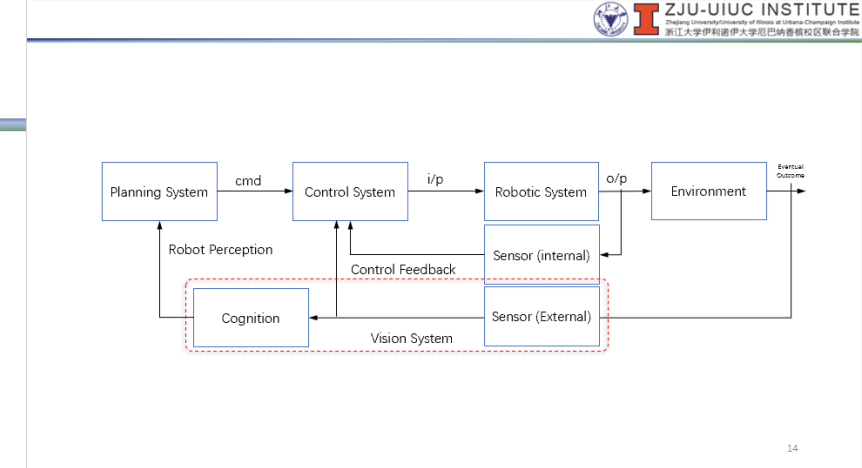 ZJU-UIUC INSTITUTE
Zhejiang University/University of Illinois at Urbana-Champaign Institute
浙江大学伊利诺伊大学厄巴纳香槟校区联合学院
Eventual
Outcome
cmd
i/p
o/p
Planning System
Control System
Robotic System
Environment
Robot Perception
Sensor (internal)
Control Feedback
Cognition
Sensor (External)
Vision System
14